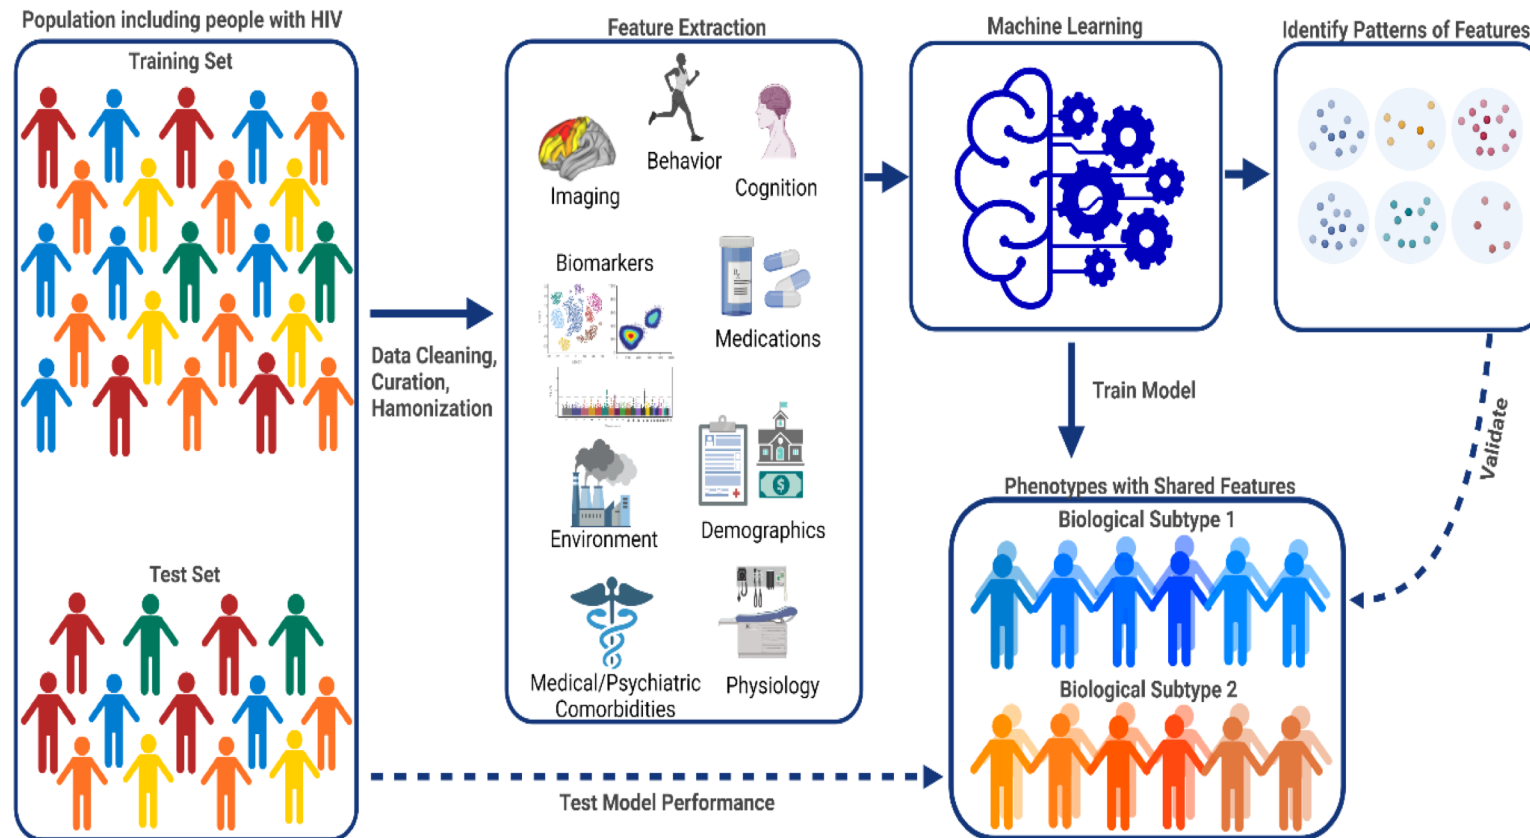 Population including people with HIV
Training Set
Test Set
Data Cleaning,
Curation,
Hamonization
Feature Extraction
Imaging
Behavior
Cognition
Biomarkers
Medications
Environment
Demographics
Medical/Psychiatric
Comorbidities
Physiology
Machine Learning
Identify Patterns of Features
Train Model
Validate
Phenotypes with Shared Features
Biological Subtype 1
Biological Subtype 2
Test Model Performance